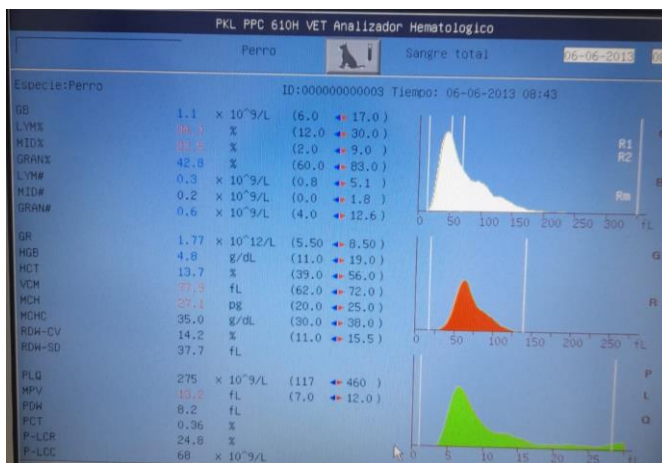 PKL PPC 610H VET Analizador Hematologico
Perro Sangre total 06-06-2013
Especie:Perro ID:000000000003 Tiempo: 06-06-2013 08:43
GB 1.1 × 10^9/L (6.0 17.0)
LYM% % (12.0 30.0)
MID% % (2.0 9.0)
GRAN% 42.8 % (60.0 83.0)
LYM# 0.3 × 10^9/L (0.8 5.1)
MID# 0.2 × 10^9/L (0.0 1.8)
GRAN# 0.6 × 10^9/L (4.0 12.6)
R1
R2
Rm
0 50 100 150 200 250 300 fL
GR 1.77 × 10^12/L (5.50 8.50)
HGB 4.8 g/dL (11.0 19.0)
HCT 13.7 % (39.0 56.0)
VCM fL (62.0 72.0)
MCH 27.1 pg (20.0 25.0)
MCHC 35.0 g/dL (30.0 38.0)
RDW-CV 14.2 % (11.0 15.5)
RDW-SD 37.7 fL
G
R
0 50 100 150 200 250 fL
PLQ 275 × 10^9/L (117 460)
MPV fL (7.0 12.0)
PDW 8.2 fL
PCT 0.36 %
P-LCR 24.8 %
P-LCC 68 × 10^9/L
P
L
Q
0 5 10 15 20 25 fL